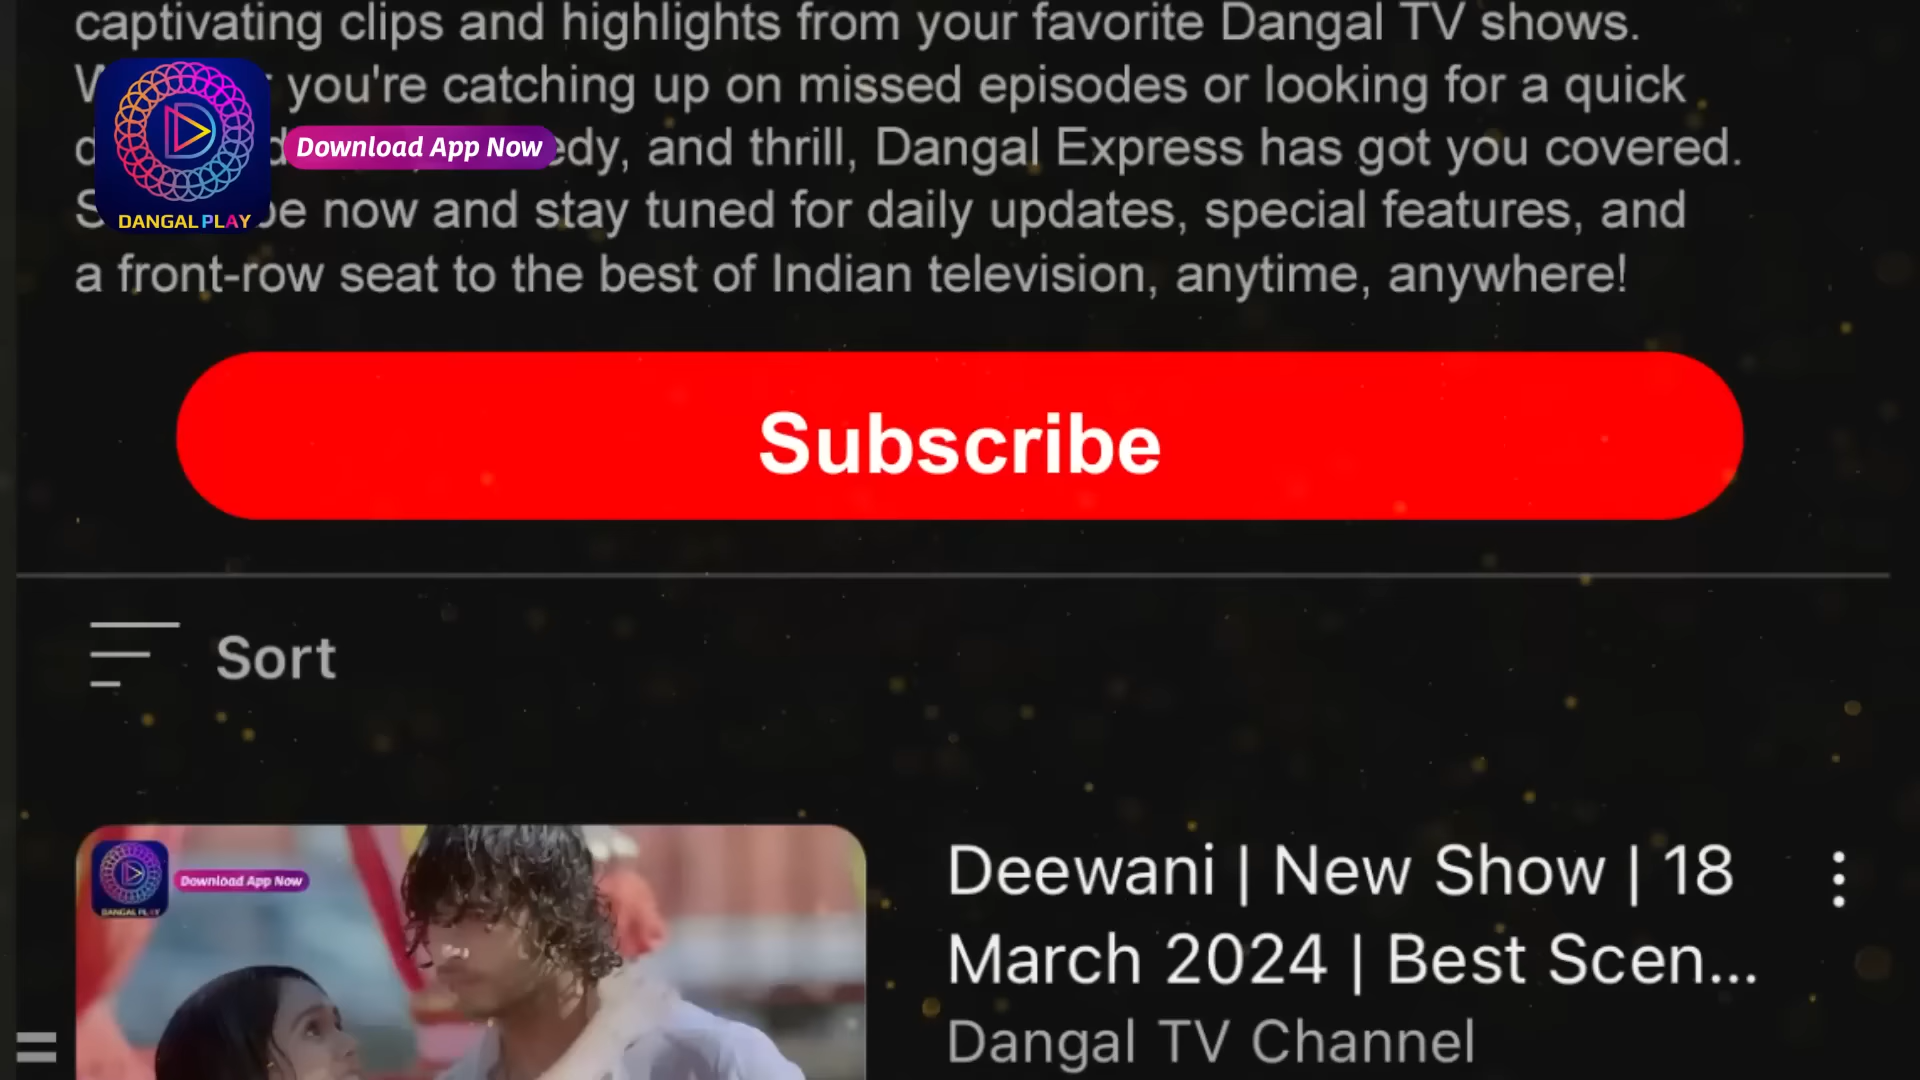 captivating clips and highlights from your favorite Dangal TV shows.
you're catching up on missed episodes or looking for a quick
edy, and thrill, Dangal Express has got you covered.
be now and stay tuned for daily updates, special features, and
a front-row seat to the best of Indian television, anytime, anywhere!
Download App Now
DANGAL PLAY
Subscribe
Sort
Download App Now
DANGAL PLAY
Deewani | New Show | 18
March 2024 | Best Scen...
Dangal TV Channel